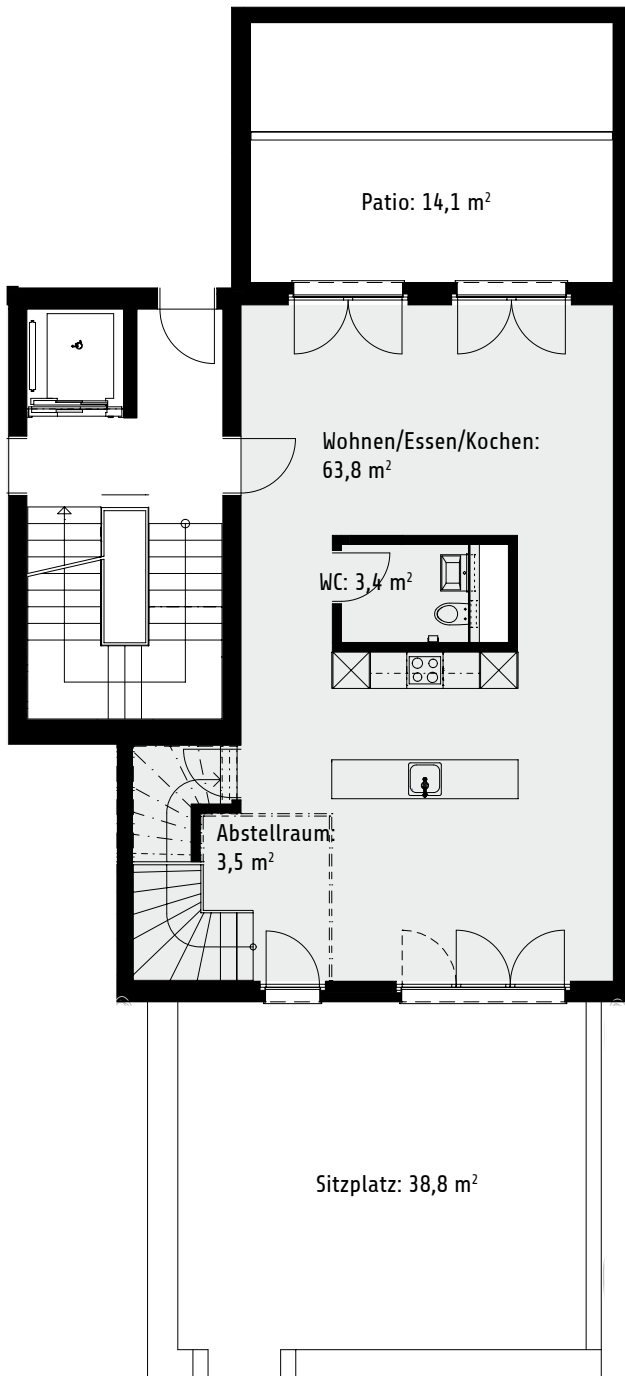 Patio: 14,1 m²
Wohnen/Essen/Kochen:
63,8 m²
WC: 3,4 m²
Abstellraum:
3,5 m²
Sitzplatz: 38,8 m²